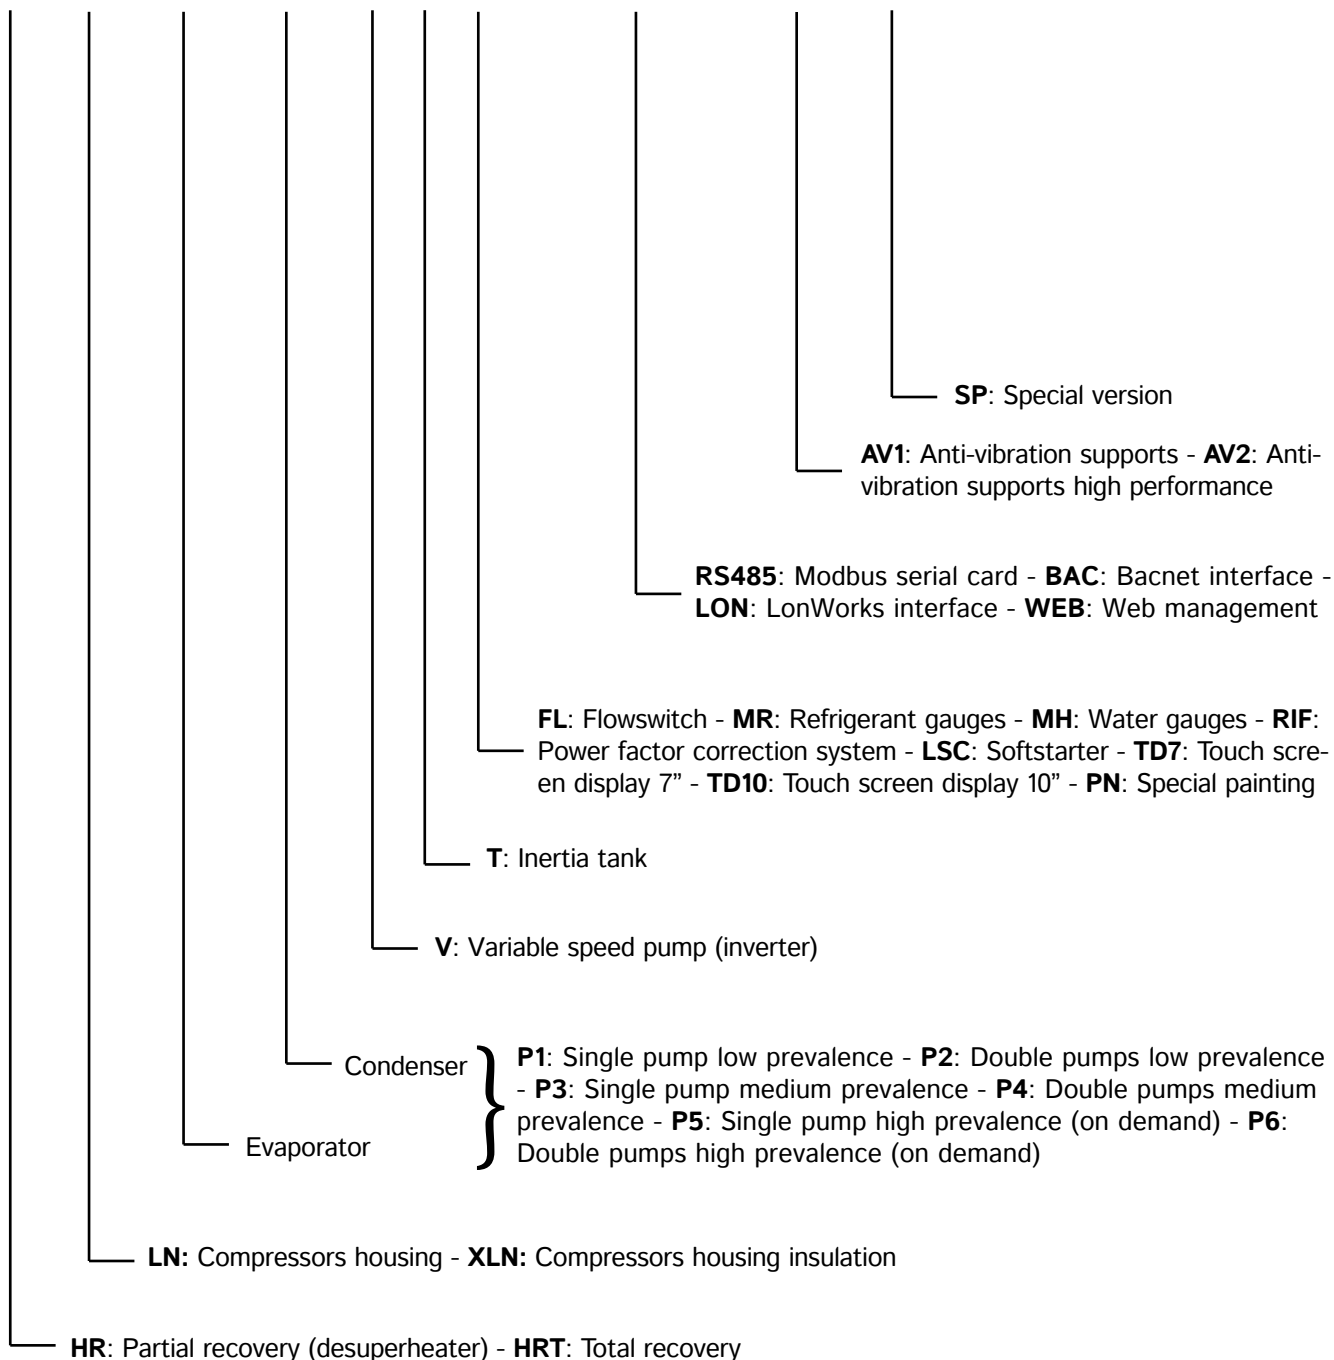 SP: Special version
AV1: Anti-vibration supports - AV2: Anti-
vibration supports high performance
RS485: Modbus serial card - BAC: Bacnet interface -
LON: LonWorks interface - WEB: Web management
FL: Flowswitch - MR: Refrigerant gauges - MH: Water gauges - RIF:
Power factor correction system - LSC: Softstarter - TD7: Touch scre-
en display 7” - TD10: Touch screen display 10” - PN: Special painting
T: Inertia tank
V: Variable speed pump (inverter)
Condenser
Evaporator
P1: Single pump low prevalence - P2: Double pumps low prevalence
- P3: Single pump medium prevalence - P4: Double pumps medium
prevalence - P5: Single pump high prevalence (on demand) - P6:
Double pumps high prevalence (on demand)
LN: Compressors housing - XLN: Compressors housing insulation
HR: Partial recovery (desuperheater) - HRT: Total recovery